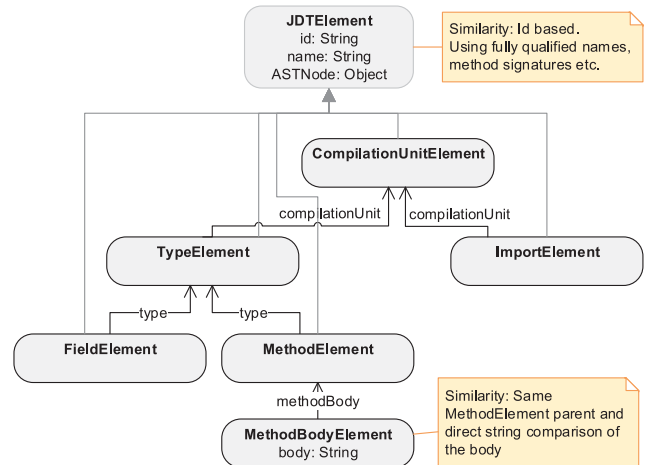 JDTElement
id: String
name: String
ASTNode: Object
Similarity: Id based.
Using fully qualified names,
method signatures etc.
CompilationUnitElement
compilationUnit
compilationUnit
TypeElement
ImportElement
type
type
FieldElement
MethodElement
methodBody
MethodBodyElement
body: String
Similarity: Same
MethodElement parent and
direct string comparison of
the body